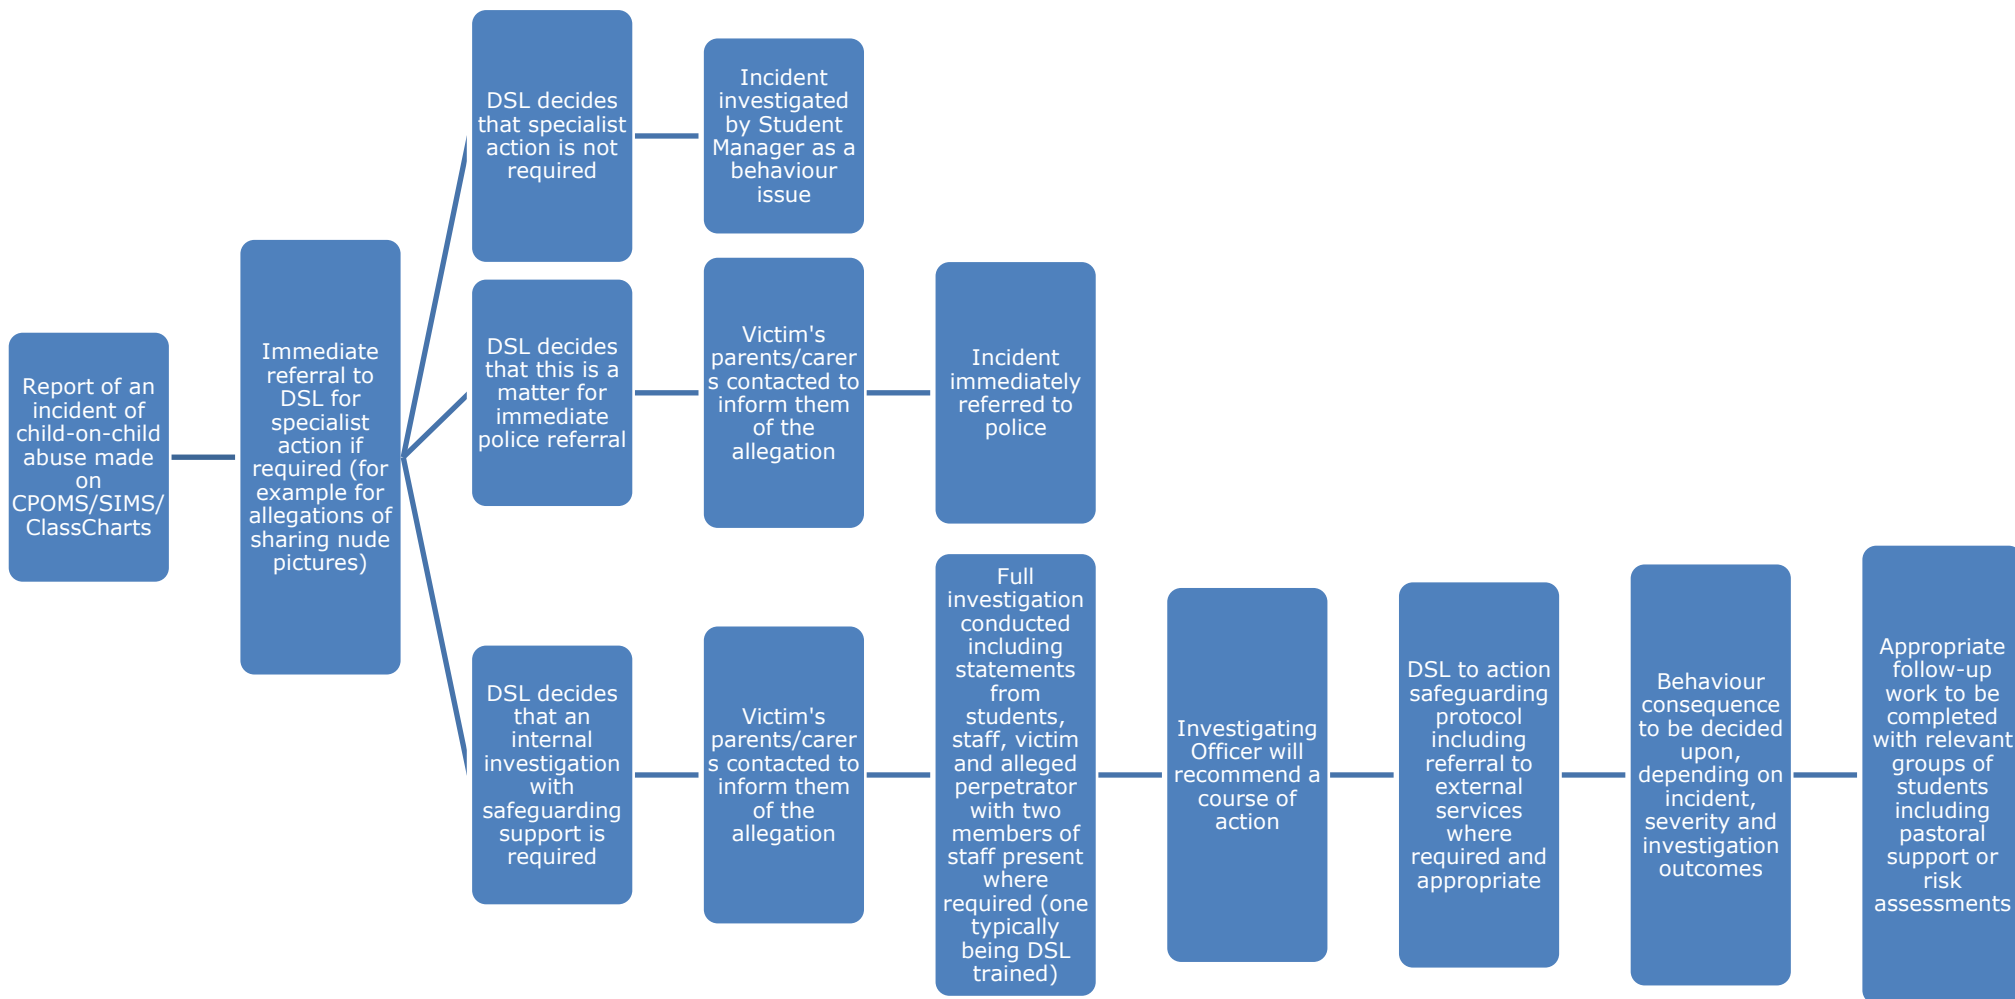 Report of an
incident of
child-on-child
abuse made
on
CPOMS/SIMS/
ClassCharts
Immediate
referral to
DSL for
specialist
action if
required (for
example for
allegations of
sharing nude
pictures)
DSL decides
that specialist
action is not
required
Incident
investigated
by Student
Manager as a
behaviour
issue
DSL decides
that this is a
matter for
immediate
police referral
Victim's
parents/carer
s contacted to
inform them
of the
allegation
Incident
immediately
referred to
police
DSL decides
that an
internal
investigation
with
safeguarding
support is
required
Victim's
parents/carer
s contacted to
inform them
of the
allegation
Full
investigation
conducted
including
statements
from
students,
staff, victim
and alleged
perpetrator
with two
members of
staff present
where
required (one
typically
being DSL
trained)
Investigating
Officer will
recommend a
course of
action
DSL to action
safeguarding
protocol
including
referral to
external
services
where
required and
appropriate
Behaviour
consequence
to be decided
upon,
depending on
incident,
severity and
investigation
outcomes
Appropriate
follow-up
work to be
completed
with relevant
groups of
students
including
pastoral
support or
risk
assessments